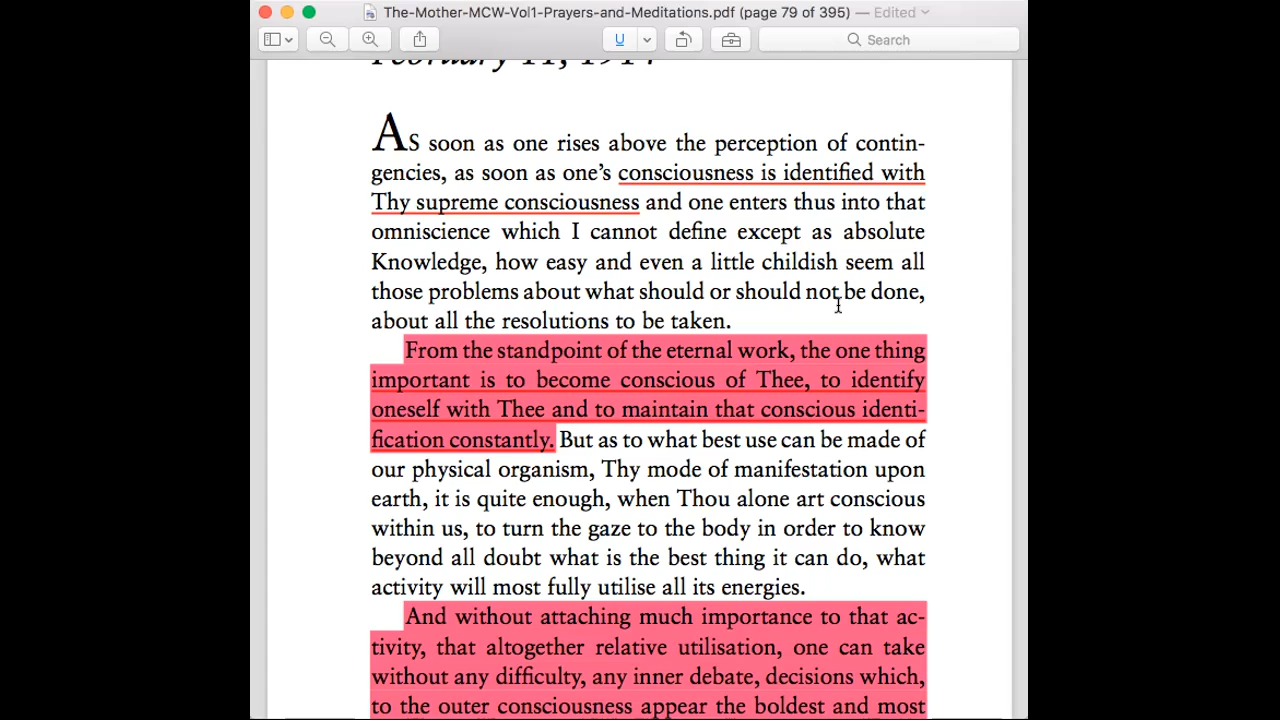 The-Mother-MCW-Vol1-Prayers-and-Meditations.pdf (page 79 of 395) — Edited
U
Search
February 11, 1914
As soon as one rises above the perception of contin-
gencies, as soon as one's consciousness is identified with
Thy supreme consciousness and one enters thus into that
omniscience which I cannot define except as absolute
Knowledge, how easy and even a little childish seem all
those problems about what should or should not be done,
about all the resolutions to be taken.
From the standpoint of the eternal work, the one thing
important is to become conscious of Thee, to identify
oneself with Thee and to maintain that conscious identi-
fication constantly. But as to what best use can be made of
our physical organism, Thy mode of manifestation upon
earth, it is quite enough, when Thou alone art conscious
within us, to turn the gaze to the body in order to know
beyond all doubt what is the best thing it can do, what
activity will most fully utilise all its energies.
And without attaching much importance to that ac-
tivity, that altogether relative utilisation, one can take
without any difficulty, any inner debate, decisions which,
to the outer consciousness appear the boldest and most